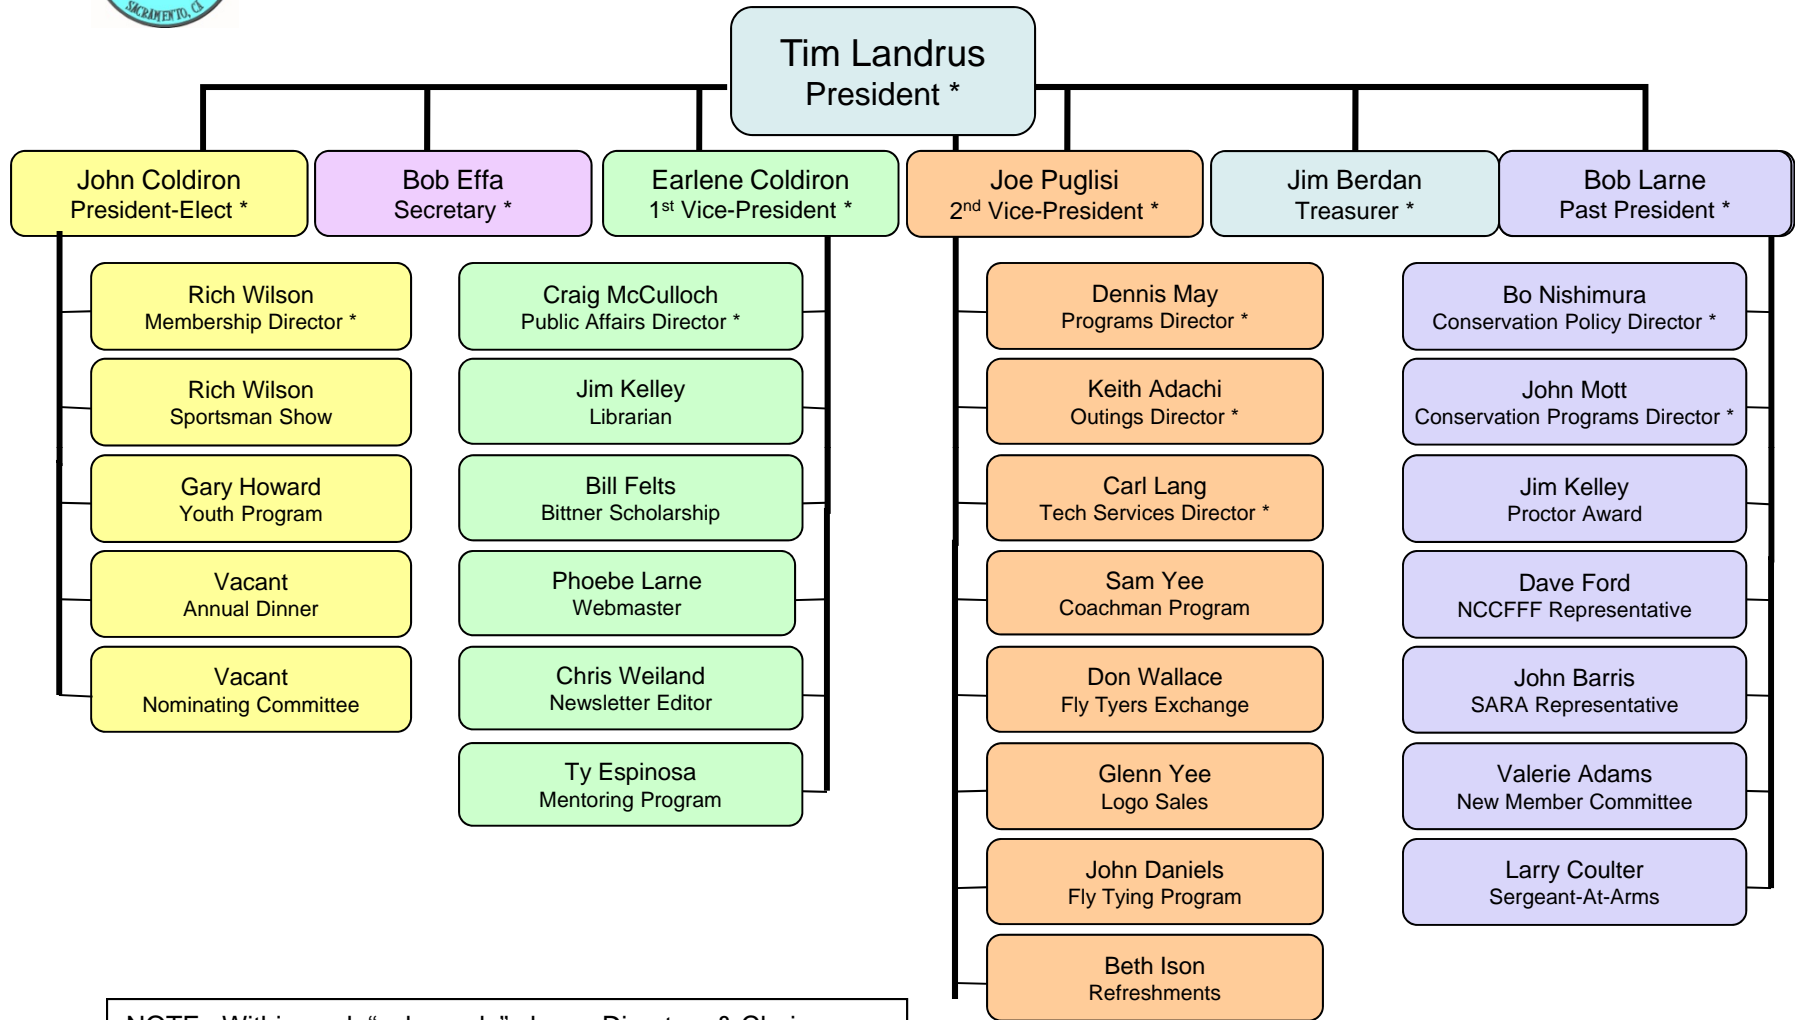 SACRAMENTO, CA
Tim Landrus
President *
John Coldiron
President-Elect *
Bob Effa
Secretary *
Earlene Coldiron
1st Vice-President *
Joe Puglisi
2nd Vice-President *
Jim Berdan
Treasurer *
Bob Larne
Past President *
Rich Wilson
Membership Director *
Rich Wilson
Sportsman Show
Gary Howard
Youth Program
Vacant
Annual Dinner
Vacant
Nominating Committee
Craig McCulloch
Public Affairs Director *
Jim Kelley
Librarian
Bill Felts
Bittner Scholarship
Phoebe Larne
Webmaster
Chris Weiland
Newsletter Editor
Ty Espinosa
Mentoring Program
Dennis May
Programs Director *
Keith Adachi
Outings Director *
Carl Lang
Tech Services Director *
Sam Yee
Coachman Program
Don Wallace
Fly Tyers Exchange
Glenn Yee
Logo Sales
John Daniels
Fly Tying Program
Beth Ison
Refreshments
Bo Nishimura
Conservation Policy Director *
John Mott
Conservation Programs Director *
Jim Kelley
Proctor Award
Dave Ford
NCCFFF Representative
John Barris
SARA Representative
Valerie Adams
New Member Committee
Larry Coulter
Sergeant-At-Arms
NOTE: Within each Directors & Chairs